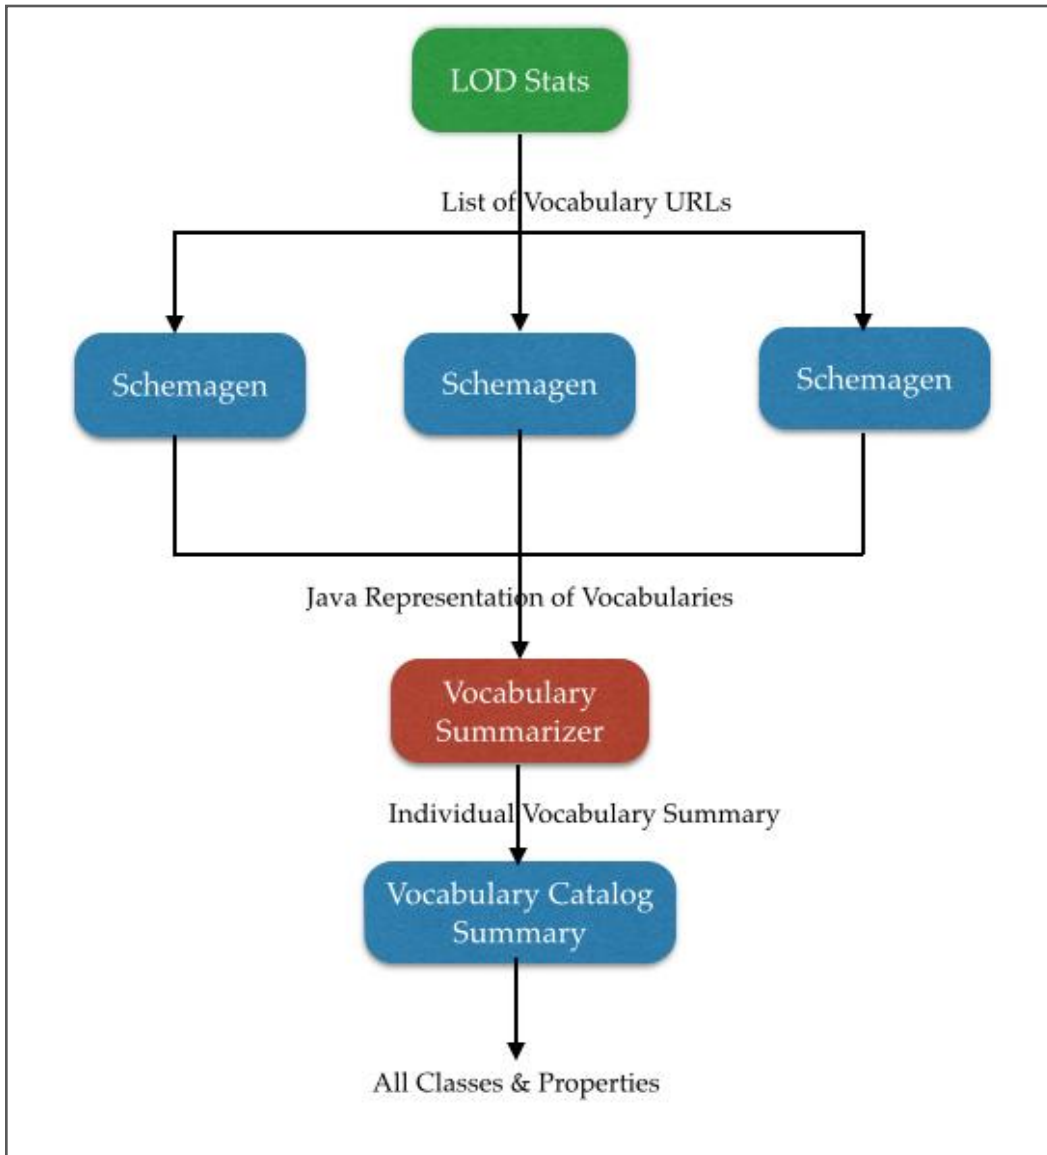 LOD Stats
List of Vocabulary URLs
Schemagen
Schemagen
Schemagen
Java Representation of Vocabularies
Vocabulary
Summarizer
Individual Vocabulary Summary
Vocabulary Catalog
Summary
All Classes & Properties